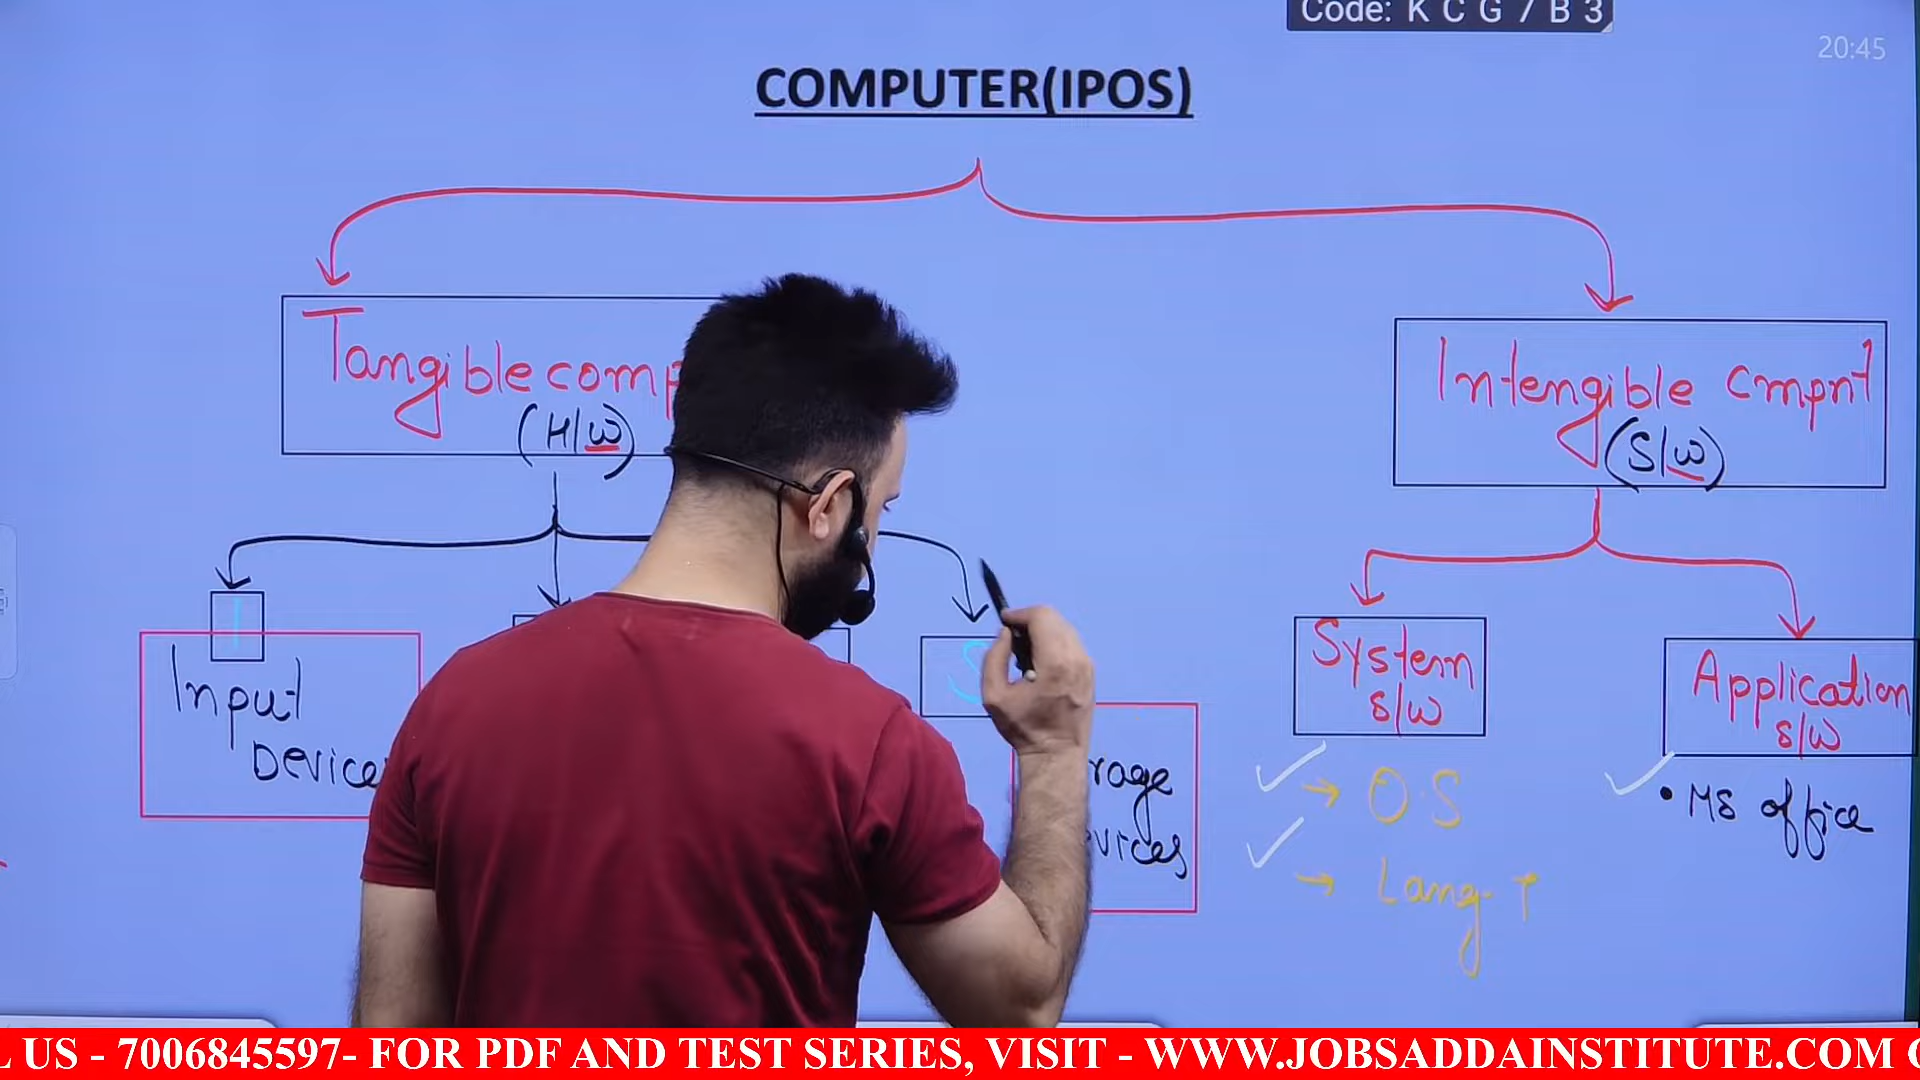 Code: K C G 7 B 3
20:45
COMPUTER(IPOS)
Tangible comp
(H/W)
Intengible cmpnt
(S/W)
I
Input
Device
S
rage
vices
System
S/W
Application
S/W
→ O.S
→ Lang. T
• MS office
L US - 7006845597- FOR PDF AND TEST SERIES, VISIT - WWW.JOBSADDAINSTITUTE.COM C